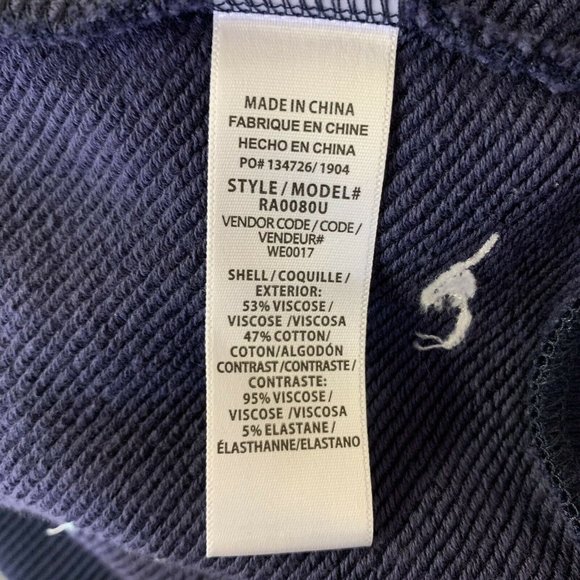 MADE IN CHINA
FABRIQUE EN CHINE
HECHO EN CHINA
PO# 134726/ 1904
STYLE / MODEL#
RA0080U
VENDOR CODE / CODE /
VENDEUR#
WE0017
SHELL / COQUILLE /
EXTERIOR:
53% VISCOSE /
VISCOSE /VISCOSA
47% COTTON/
COTON/ALGODÓN
CONTRAST/CONTRASTE/
CONTRASTE:
95% VISCOSE /
VISCOSE /VISCOSA
5% ELASTANE /
ÉLASTHANNE/ELASTANO